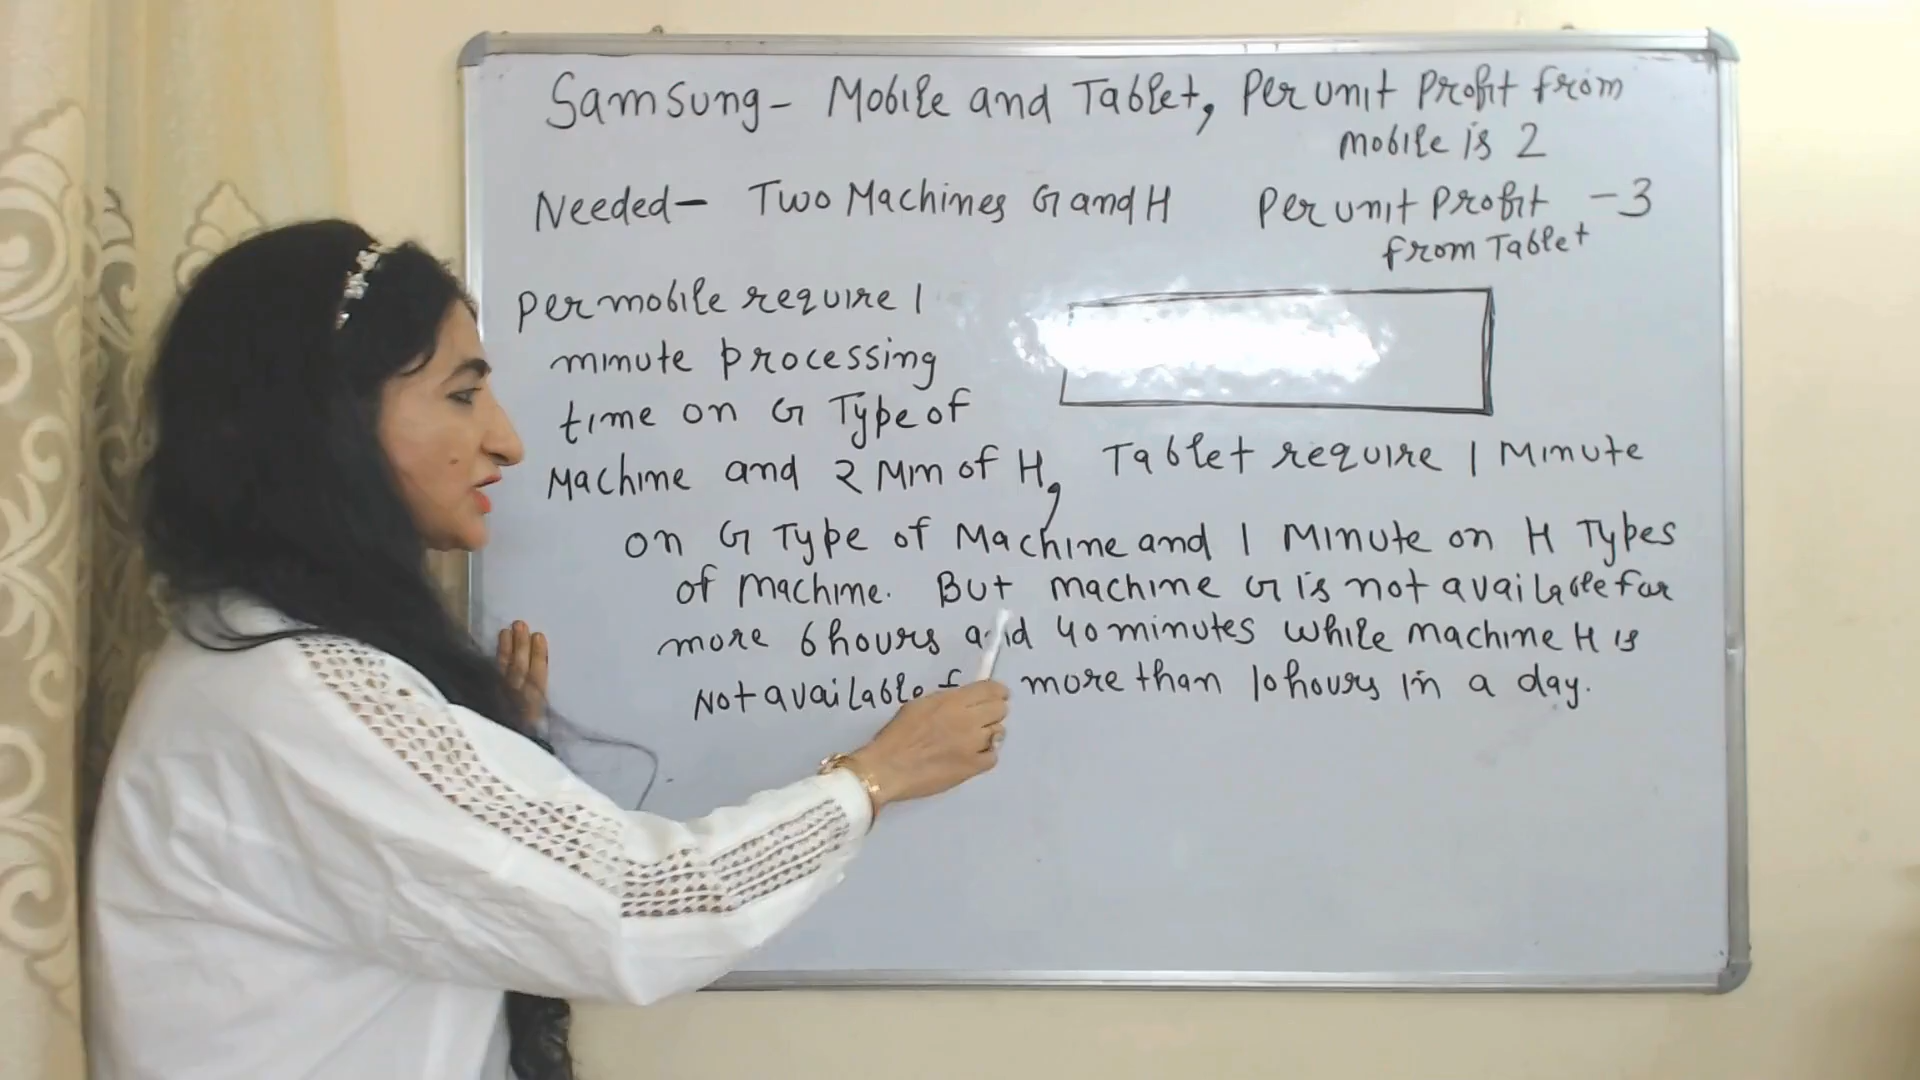 Samsung- Mobile and Tablet, Per unit Profit from
mobile is 2
Needed- Two Machines G and H Per unit Profit -3
from Tablet
Per mobile require 1
minute processing
time on G Type of
Machine and 2 Min of H, Tablet require 1 Minute
on G Type of Machine and 1 Minute on H Types
of Machine. But machine G is not available for
more 6 hours and 40 minutes while machine H is
Not available more than 10 hours in a day.